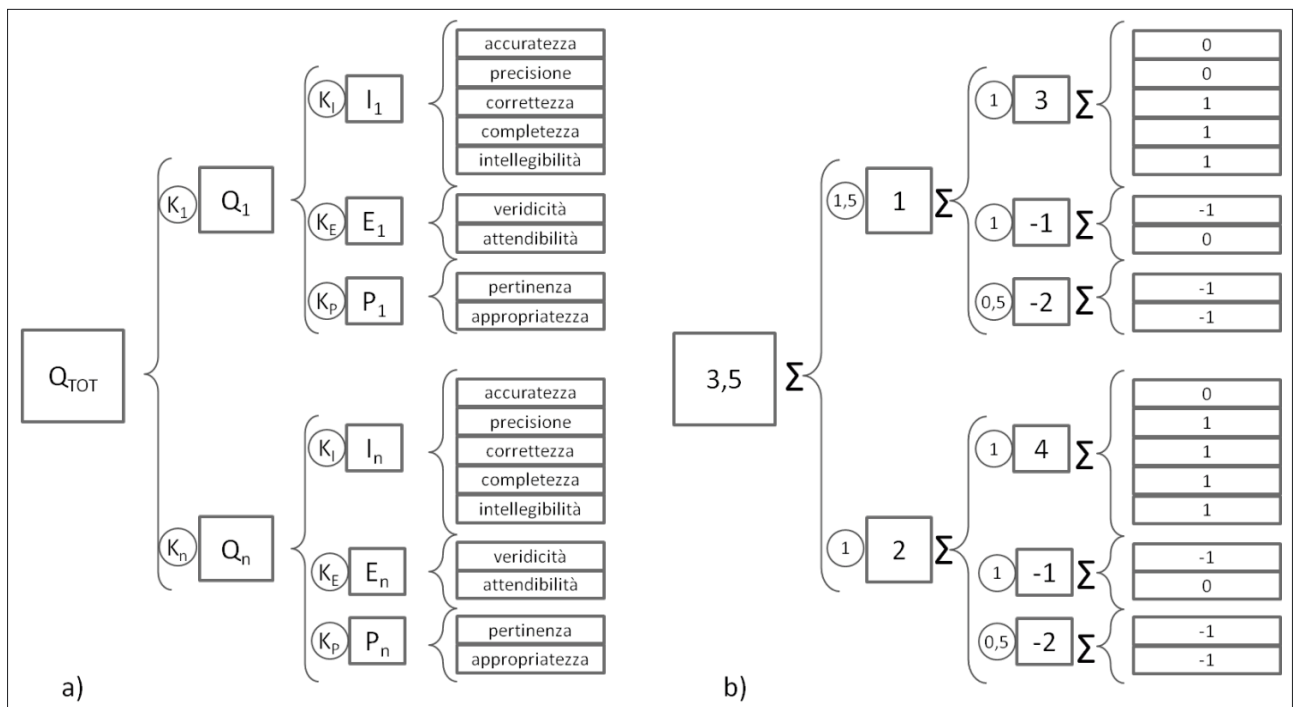 Q_TOT
K_1
Q_1
K_I
I_1
accuratezza
precisione
correttezza
completezza
intellegibilità
K_E
E_1
veridicità
attendibilità
K_P
P_1
pertinenza
appropriatezza
K_n
Q_n
K_I
I_n
accuratezza
precisione
correttezza
completezza
intellegibilità
K_E
E_n
veridicità
attendibilità
K_P
P_n
pertinenza
appropriatezza
a)
3,5
Σ
1,5
1
Σ
1
3
Σ
0
0
1
1
1
1
-1
Σ
-1
0
0,5
-2
Σ
-1
-1
1
2
Σ
1
4
Σ
0
1
1
1
1
1
-1
Σ
-1
0
0,5
-2
Σ
-1
-1
b)